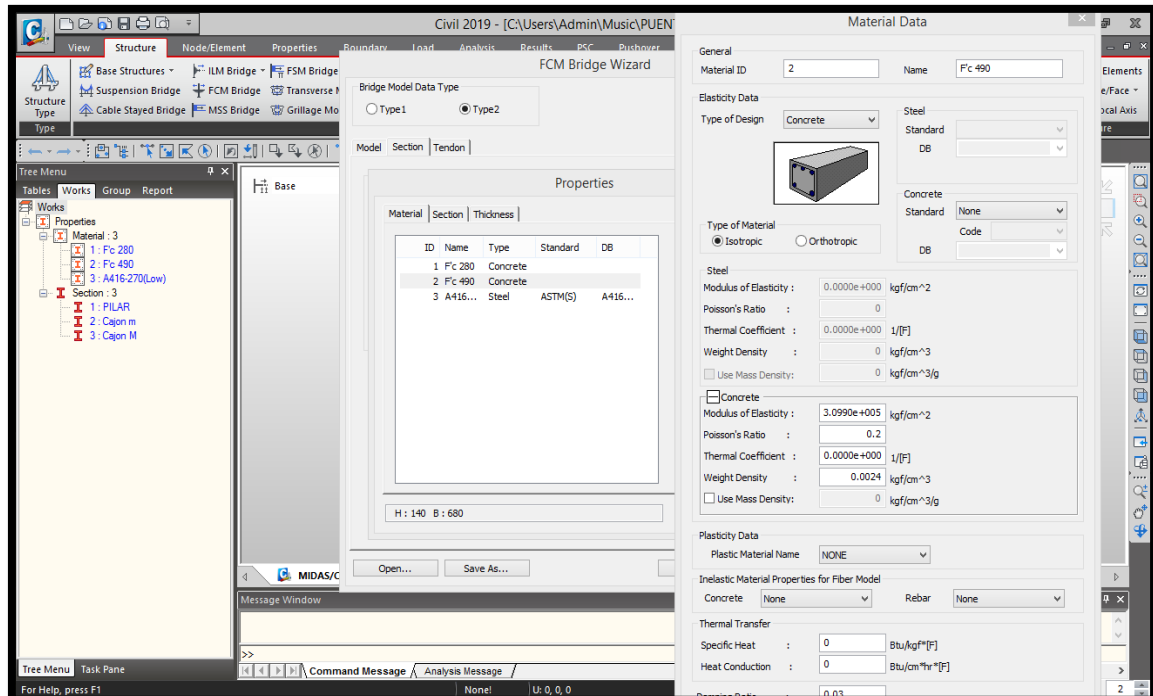 Civil 2019 - [C:\Users\Admin\Music\PUEN
View Structure Node/Element Properties Boundary Load Analysis Results PSC Pushover
Structure Type
Type
Base Structures
ILM Bridge
FSM Bridge
Suspension Bridge
FCM Bridge
Transverse M
Cable Stayed Bridge
MSS Bridge
Grillage Mo
Elements
e/Face
ocal Axis
Tree Menu
Tables Works Group Report
Works
Properties
Material : 3
1 : F'c 280
2 : F'c 490
3 : A416-270(Low)
Section : 3
1 : PILAR
2 : Cajon m
3 : Cajon M
Base
FCM Bridge Wizard
Bridge Model Data Type
Type1 Type2
Model Section Tendon
Properties
Material Section Thickness
ID Name Type Standard DB
1 F'c 280 Concrete
2 F'c 490 Concrete
3 A416... Steel ASTM(S) A416...
H : 140 B : 680
Open... Save As...
MIDAS/C
Message Window
>>
Command Message Analysis Message
Tree Menu Task Pane
For Help, press F1
None!
U: 0, 0, 0
2
Material Data
General
Material ID 2 Name F'c 490
Elasticity Data
Type of Design Concrete
Steel
Standard
DB
Concrete
Standard None
Code
DB
Type of Material
Isotropic Orthotropic
Steel
Modulus of Elasticity : 0.0000e+000 kgf/cm^2
Poisson's Ratio : 0
Thermal Coefficient : 0.0000e+000 1/[F]
Weight Density : 0 kgf/cm^3
Use Mass Density: 0 kgf/cm^3/g
Concrete
Modulus of Elasticity : 3.0990e+005 kgf/cm^2
Poisson's Ratio : 0.2
Thermal Coefficient : 0.0000e+000 1/[F]
Weight Density : 0.0024 kgf/cm^3
Use Mass Density: 0 kgf/cm^3/g
Plasticity Data
Plastic Material Name NONE
Inelastic Material Properties for Fiber Model
Concrete None Rebar None
Thermal Transfer
Specific Heat : 0 Btu/kgf*[F]
Heat Conduction : 0 Btu/cm*hr*[F]
Damping Ratio 0.03